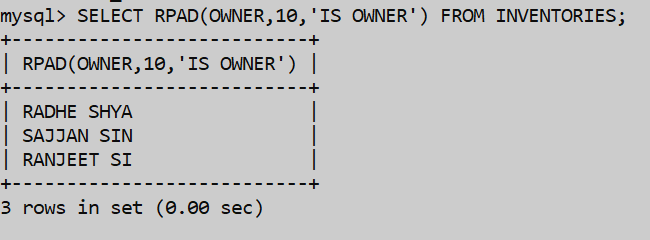 mysql> SELECT RPAD(OWNER,10,'IS OWNER') FROM INVENTORIES;
+---------------------------+
| RPAD(OWNER,10,'IS OWNER') |
+---------------------------+
| RADHE SHYA                |
| SAJJAN SIN                |
| RANJEET SI                |
+---------------------------+
3 rows in set (0.00 sec)